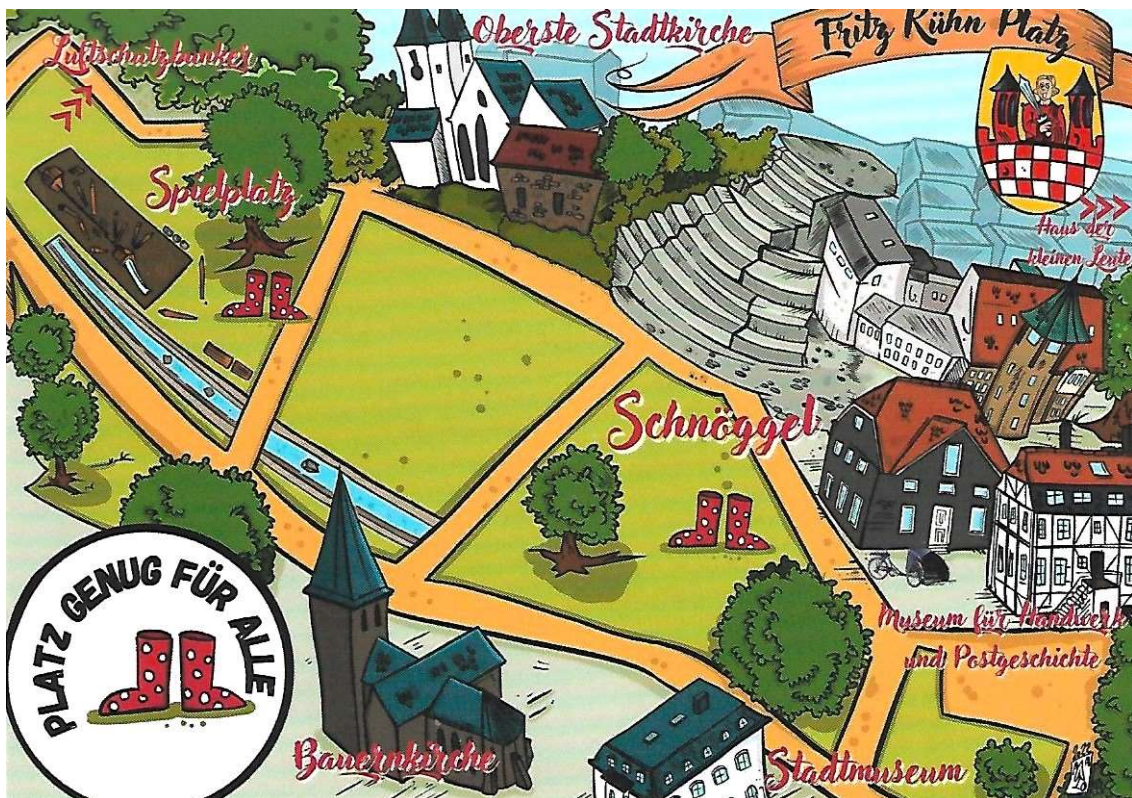 Luftschutzbunker
Oberste Stadtkirche
Fritz Kühn Platz
Spielplatz
Haus der
kleinen Leute
Schnöggel
PLATZ GENUG FÜR ALLE
Museum für Handwerk
und Postgeschichte
Bauernkirche
Stadtmuseum